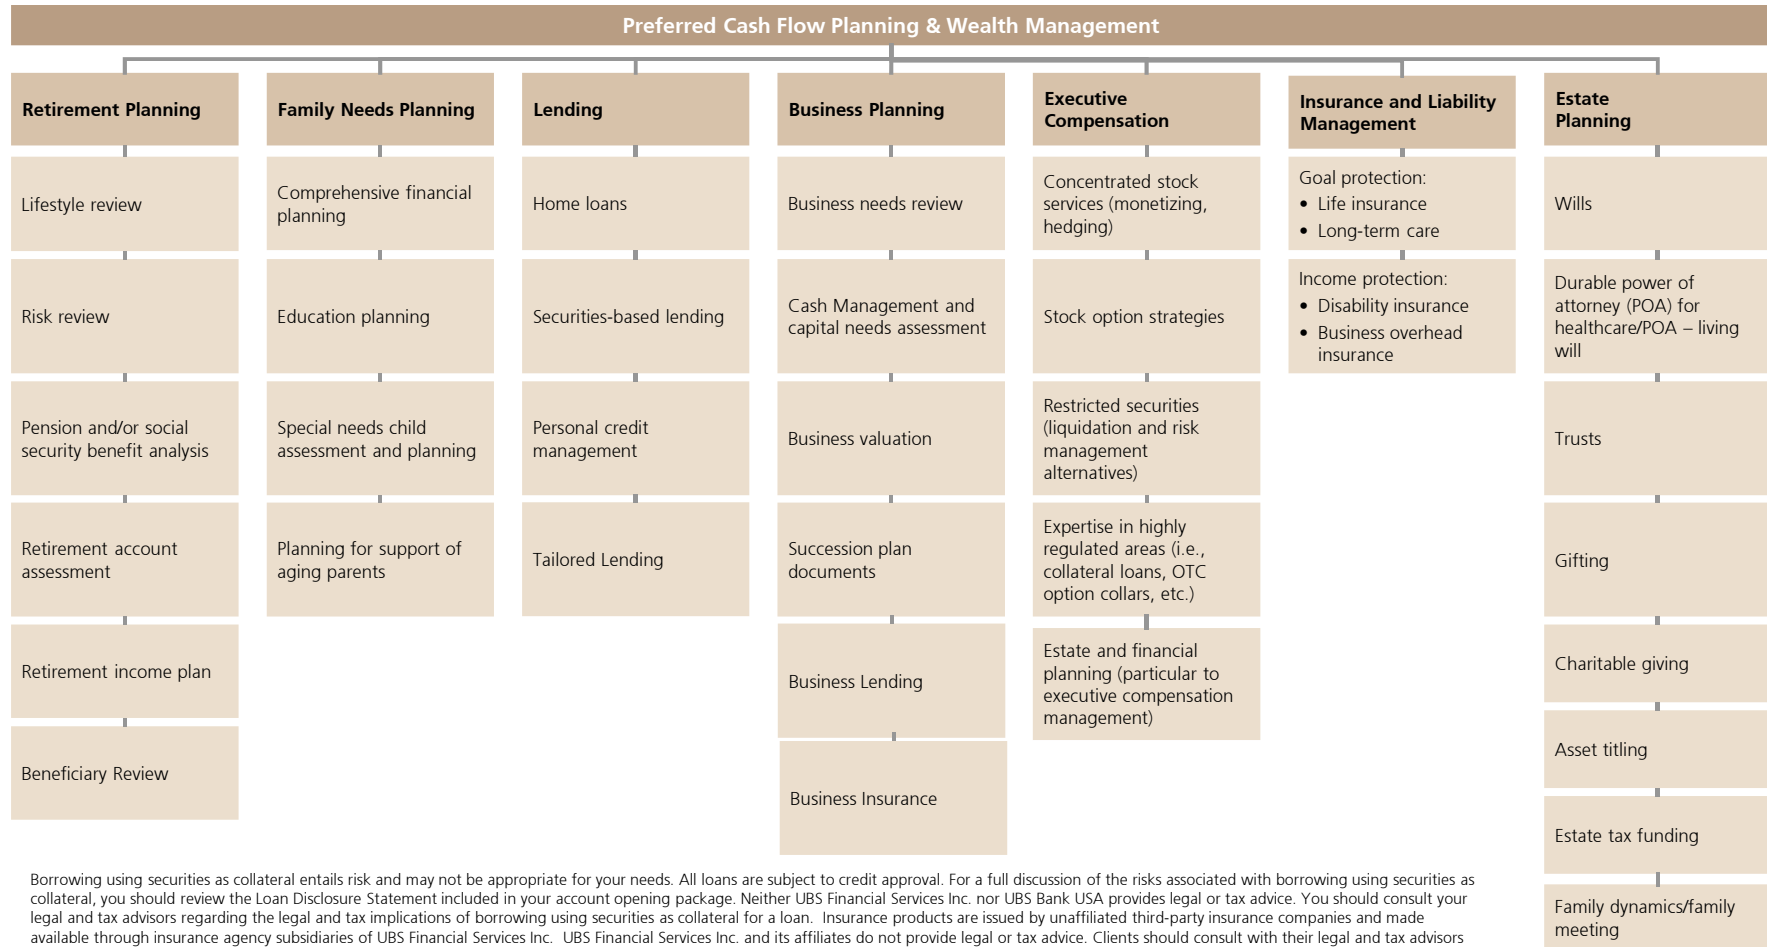 Preferred Cash Flow Planning & Wealth Management
Retirement Planning
Lifestyle review
Risk review
Pension and/or social
security benefit analysis
Retirement account
assessment
Retirement income plan
Beneficiary Review
Family Needs Planning
Comprehensive financial
planning
Education planning
Special needs child
assessment and planning
Planning for support of
aging parents
Lending
Home loans
Securities-based lending
Personal credit
management
Tailored Lending
Business Planning
Business needs review
Cash Management and
capital needs assessment
Business valuation
Succession plan
documents
Business Lending
Business Insurance
Executive
Compensation
Concentrated stock
services (monetizing,
hedging)
Stock option strategies
Restricted securities
(liquidation and risk
management
alternatives)
Expertise in highly
regulated areas (i.e.,
collateral loans, OTC
option collars, etc.)
Estate and financial
planning (particular to
executive compensation
management)
Insurance and Liability
Management
Goal protection:
• Life insurance
• Long-term care
Income protection:
• Disability insurance
• Business overhead
insurance
Estate
Planning
Wills
Durable power of
attorney (POA) for
healthcare/POA – living
will
Trusts
Gifting
Charitable giving
Asset titling
Estate tax funding
Family dynamics/family
meeting
Borrowing using securities as collateral entails risk and may not be appropriate for your needs. All loans are subject to credit approval. For a full discussion of the risks associated with borrowing using securities as
collateral, you should review the Loan Disclosure Statement included in your account opening package. Neither UBS Financial Services Inc. nor UBS Bank USA provides legal or tax advice. You should consult your
legal and tax advisors regarding the legal and tax implications of borrowing using securities as collateral for a loan. Insurance products are issued by unaffiliated third-party insurance companies and made
available through insurance agency subsidiaries of UBS Financial Services Inc. UBS Financial Services Inc. and its affiliates do not provide legal or tax advice. Clients should consult with their legal and tax advisors